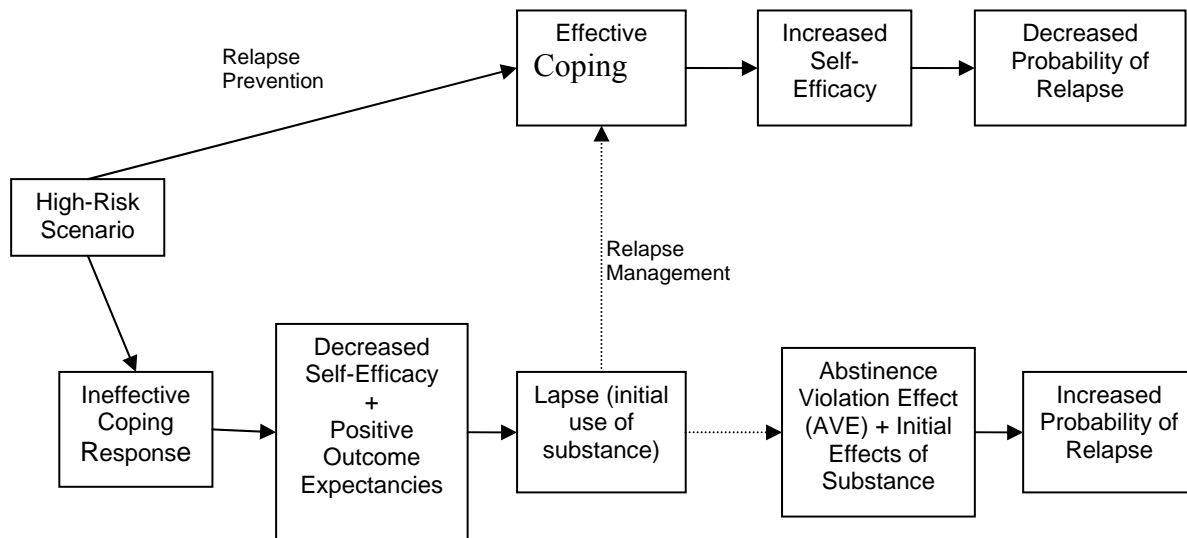 Effective
Coping
Increased
Self-
Efficacy
Decreased
Probability of
Relapse
Relapse
Prevention
High-Risk
Scenario
Relapse
Management
Ineffective
Coping
Response
Decreased
Self-Efficacy
+
Positive
Outcome
Expectancies
Lapse (initial
use of
substance)
Abstinence
Violation Effect
(AVE) + Initial
Effects of
Substance
Increased
Probability of
Relapse